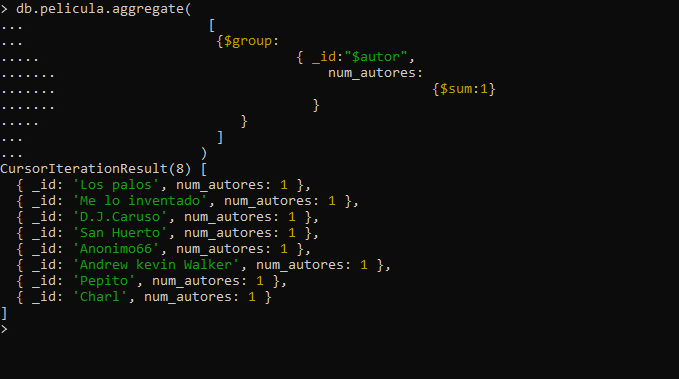 > db.pelicula.aggregate(
... [
... {$group:
..... { _id:"$autor",
....... num_autores:
....... {$sum:1}
....... }
..... }
... ]
... )
CursorIterationResult(8) [
{ _id: 'Los palos', num_autores: 1 },
{ _id: 'Me lo inventado', num_autores: 1 },
{ _id: 'D.J.Caruso', num_autores: 1 },
{ _id: 'San Huerto', num_autores: 1 },
{ _id: 'Anonimo66', num_autores: 1 },
{ _id: 'Andrew kevin Walker', num_autores: 1 },
{ _id: 'Pepito', num_autores: 1 },
{ _id: 'Charl', num_autores: 1 }
]
>